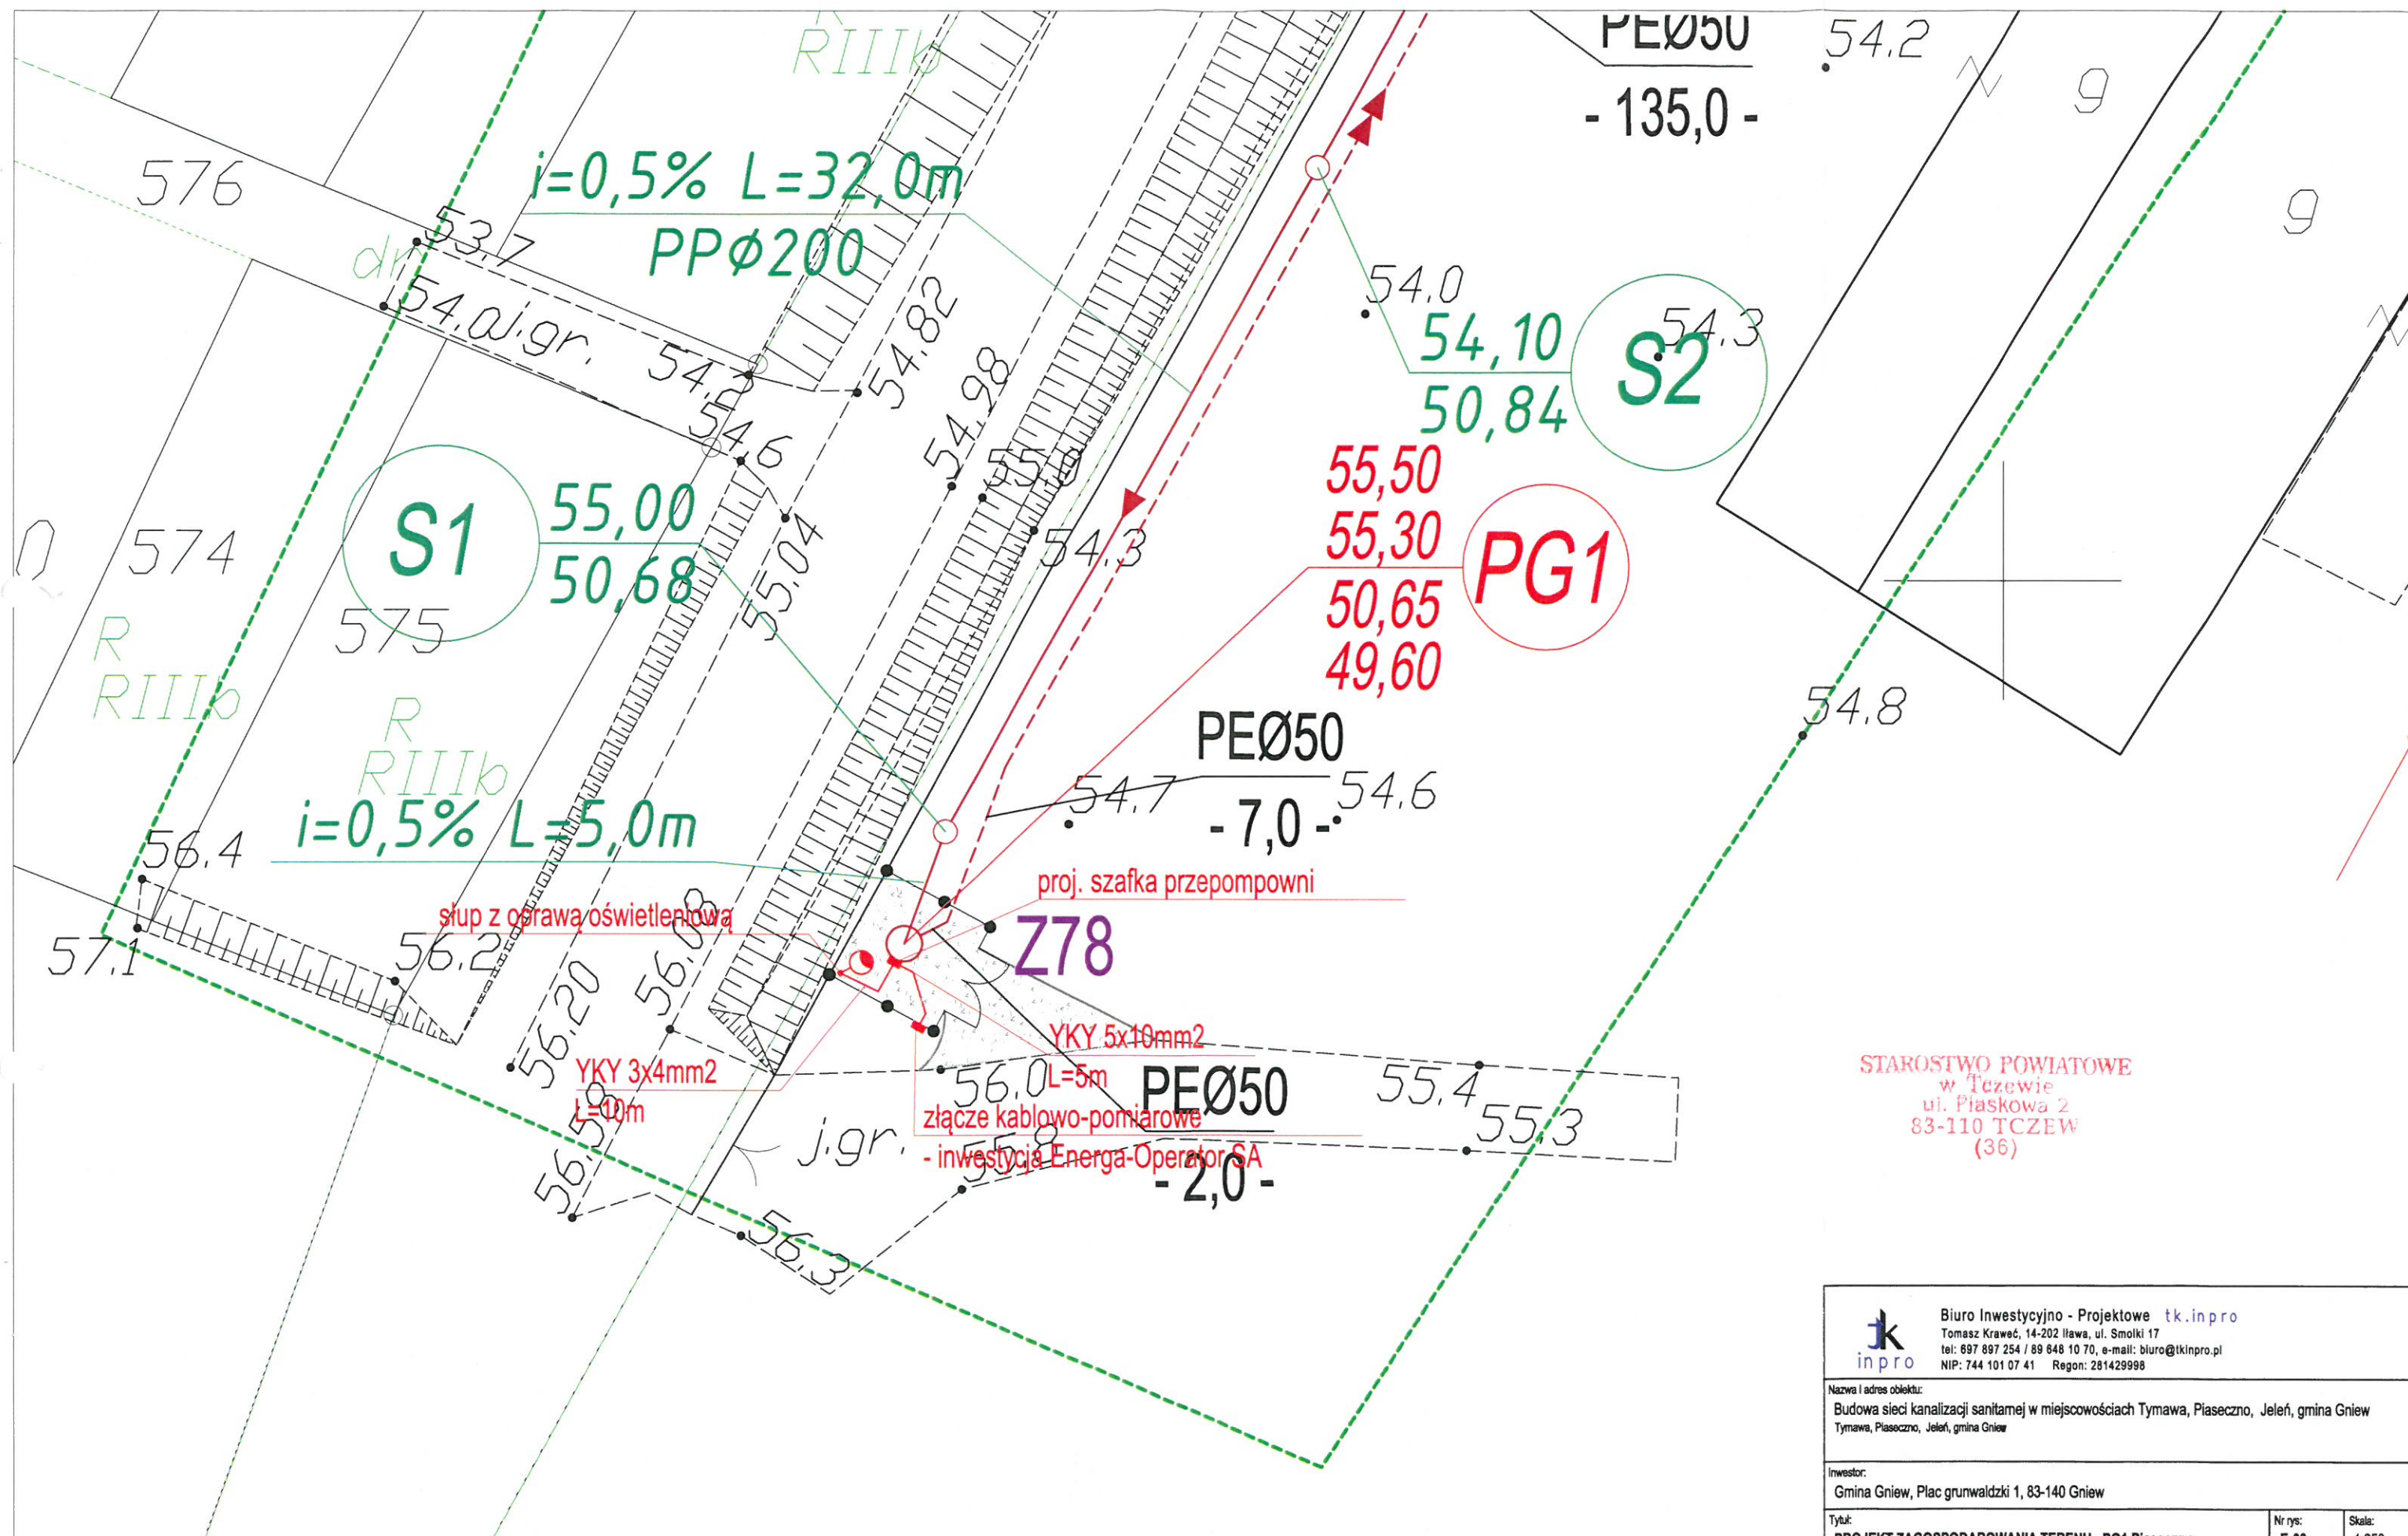 RIIIb
PEØ50
- 135,0 -
54.2
9
9
576
i=0,5% L=32,0m
PPϕ200
dr
53.7
54.0
j.gr.
54.2
54.6
54.82
54.98
55.04
54.3
54.0
54.3
54,10
50,84
S2
S1
55,00
50,68
55,50
55,30
50,65
49,60
PG1
0
574
575
R
RIIIb
R
RIIIb
54.8
PEØ50
- 7,0 -
54.7
54.6
i=0,5% L=5,0m
56.4
57.1
56.2
słup z oprawą oświetleniową
proj. szafka przepompowni
Z78
56.08
56.20
YKY 3x4mm2
L=10m
YKY 5x10mm2
L=5m
56.0
PEØ50
- 2,0 -
złącze kablowo-pomiarowe
- inwestycja Energa-Operator SA
55.8
55.4
55.3
j.gr.
56.3
STAROSTWO POWIATOWE
w Tczewie
ul. Piaskowa 2
83-110 TCZEW
(36)
tk
inpro
Biuro Inwestycyjno - Projektowe tk.inpro
Tomasz Kraweć, 14-202 Iława, ul. Smolki 17
tel: 697 897 254 / 89 648 10 70, e-mail: biuro@tkinpro.pl
NIP: 744 101 07 41 Regon: 281429998
Nazwa i adres obiektu:
Budowa sieci kanalizacji sanitarnej w miejscowościach Tymawa, Piaseczno, Jeleń, gmina Gniew
Tymawa, Piaseczno, Jeleń, gmina Gniew
Inwestor:
Gmina Gniew, Plac grunwaldzki 1, 83-140 Gniew
Tytuł:
Nr rys:
Skala: